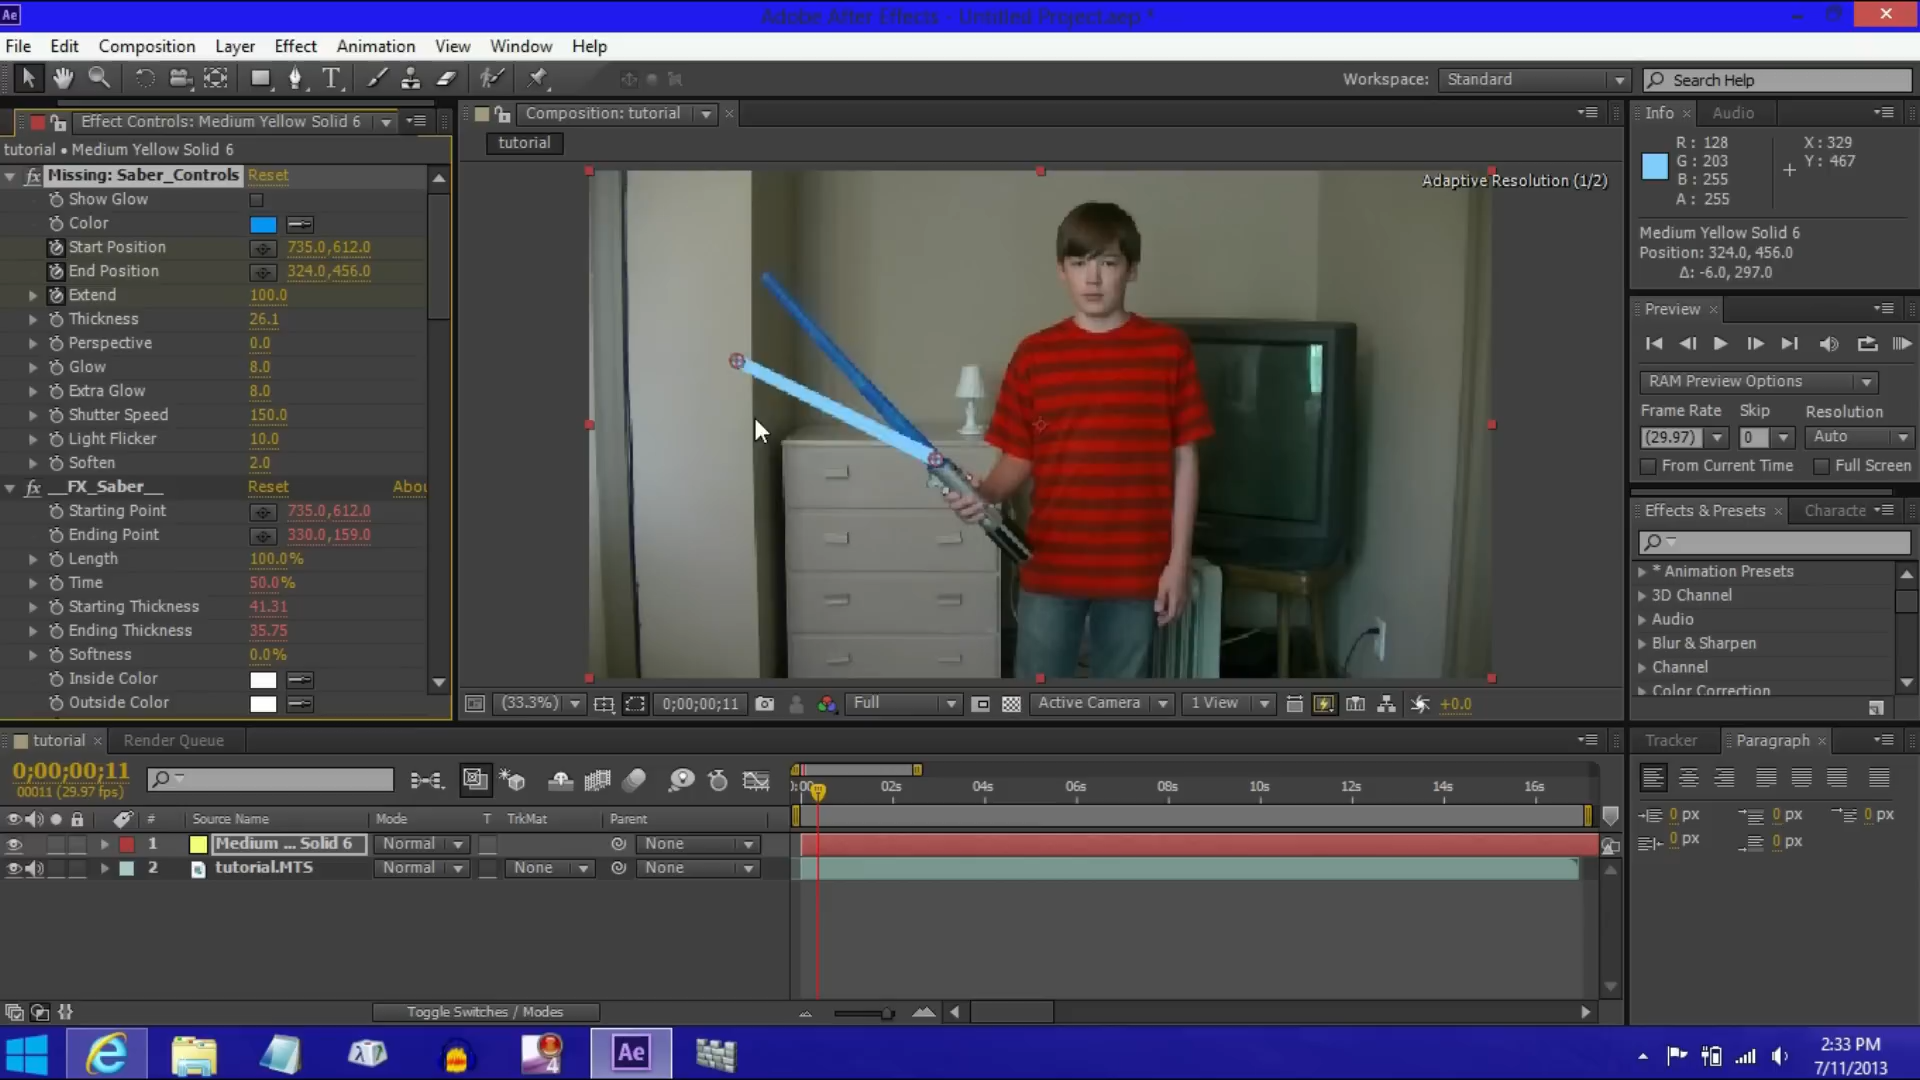 Ae
Adobe After Effects - Untitled Project.aep *
File Edit Composition Layer Effect Animation View Window Help
Workspace: Standard
Search Help
Effect Controls: Medium Yellow Solid 6
tutorial • Medium Yellow Solid 6
fx Missing: Saber_Controls Reset
Show Glow
Color
Start Position 735.0,612.0
End Position 324.0,456.0
Extend 100.0
Thickness 26.1
Perspective 0.0
Glow 8.0
Extra Glow 8.0
Shutter Speed 150.0
Light Flicker 10.0
Soften 2.0
fx __FX_Saber__ Reset Abou
Starting Point 735.0,612.0
Ending Point 330.0,159.0
Length 100.0%
Time 50.0%
Starting Thickness 41.31
Ending Thickness 35.75
Softness 0.0%
Inside Color
Outside Color
Composition: tutorial
tutorial
Adaptive Resolution (1/2)
(33.3%) 0;00;00;11 Full Active Camera 1 View +0.0
Info Audio
R: 128 X: 329
G: 203 Y: 467
B: 255
A: 255
Medium Yellow Solid 6
Position: 324.0, 456.0
Δ: -6.0, 297.0
Preview
RAM Preview Options
Frame Rate Skip Resolution
(29.97) 0 Auto
From Current Time Full Screen
Effects & Presets Characte
* Animation Presets
3D Channel
Audio
Blur & Sharpen
Channel
Color Correction
tutorial Render Queue
0;00;00;11
00011 (29.97 fps)
02s 04s 06s 08s 10s 12s 14s 16s
# Source Name Mode T TrkMat Parent
1 Medium ... Solid 6 Normal None
2 tutorial.MTS Normal None None
Toggle Switches / Modes
Tracker Paragraph
0 px 0 px 0 px
0 px 0 px
4
Ae
2:33 PM
7/11/2013